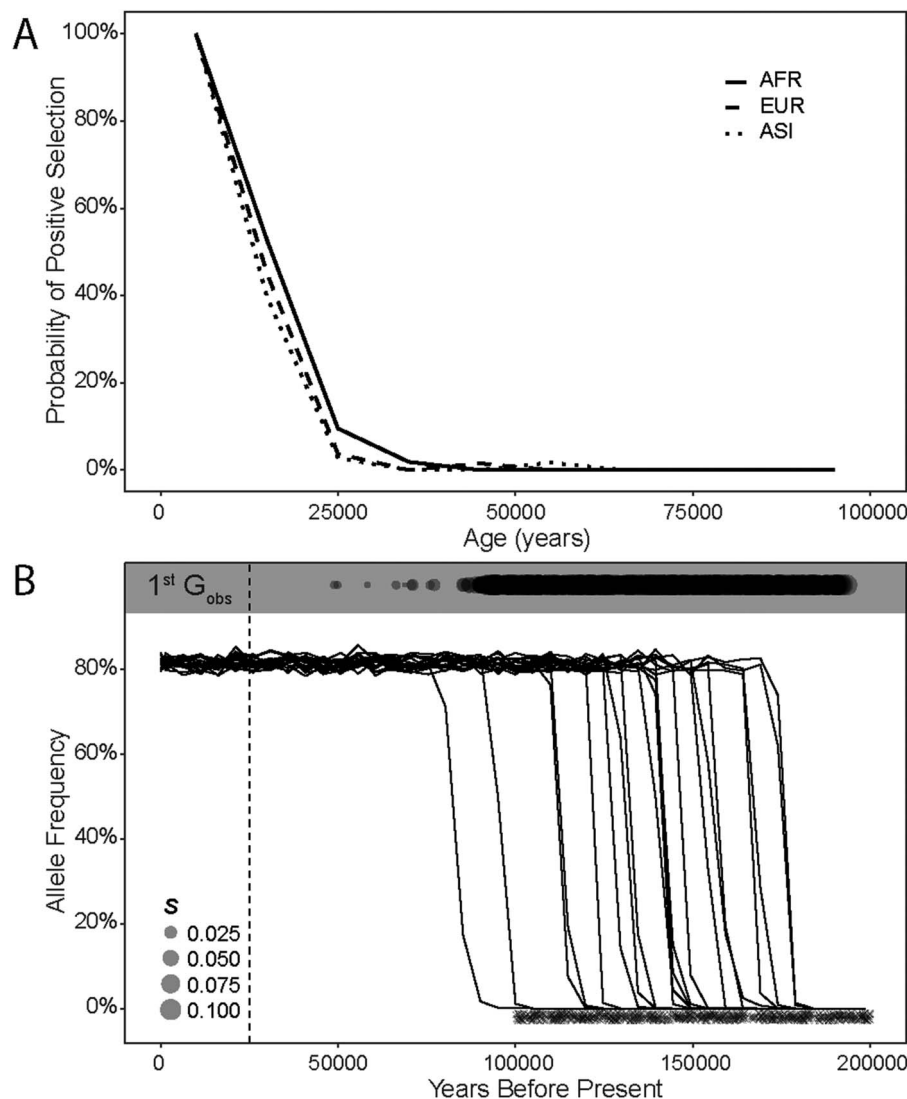 A
100%
80%
60%
40%
20%
0%
Probability of Positive Selection
AFR
EUR
ASI
0 25000 50000 75000 100000
Age (years)
B
1st Gobs
80%
60%
40%
20%
0%
Allele Frequency
s
0.025
0.050
0.075
0.100
0 50000 100000 150000 200000
Years Before Present